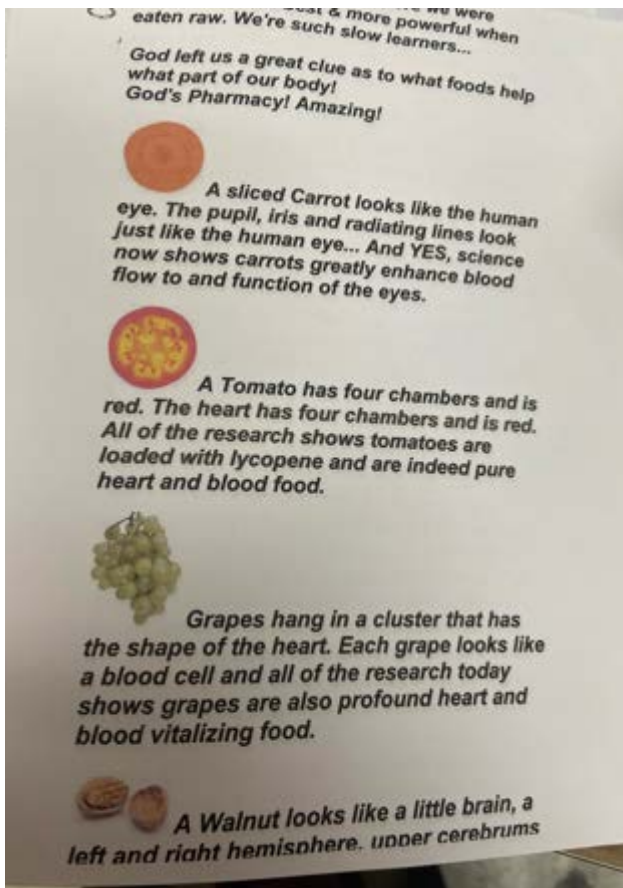 & more powerful when
eaten raw. We're such slow learners...
God left us a great clue as to what foods help
what part of our body!
God's Pharmacy! Amazing!
A sliced Carrot looks like the human
eye. The pupil, iris and radiating lines look
just like the human eye... And YES, science
now shows carrots greatly enhance blood
flow to and function of the eyes.
A Tomato has four chambers and is
red. The heart has four chambers and is red.
All of the research shows tomatoes are
loaded with lycopene and are indeed pure
heart and blood food.
Grapes hang in a cluster that has
the shape of the heart. Each grape looks like
a blood cell and all of the research today
shows grapes are also profound heart and
blood vitalizing food.
A Walnut looks like a little brain, a
left and right hemisphere, upper cerebrums